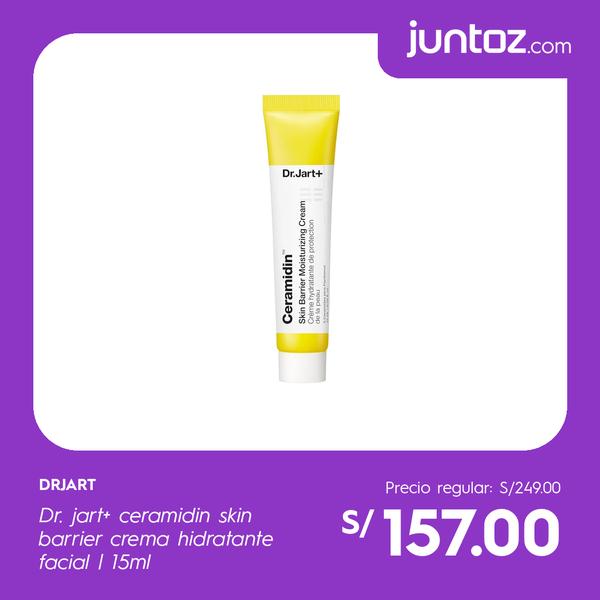 juntoz.com
Dr.Jart+
Ceramidin™
Skin Barrier Moisturizing Cream
Crème hydratante de protection
de la peau
DRJART
Dr. jart+ ceramidin skin
barrier crema hidratante
facial | 15ml
Precio regular: S/249.00
S/157.00